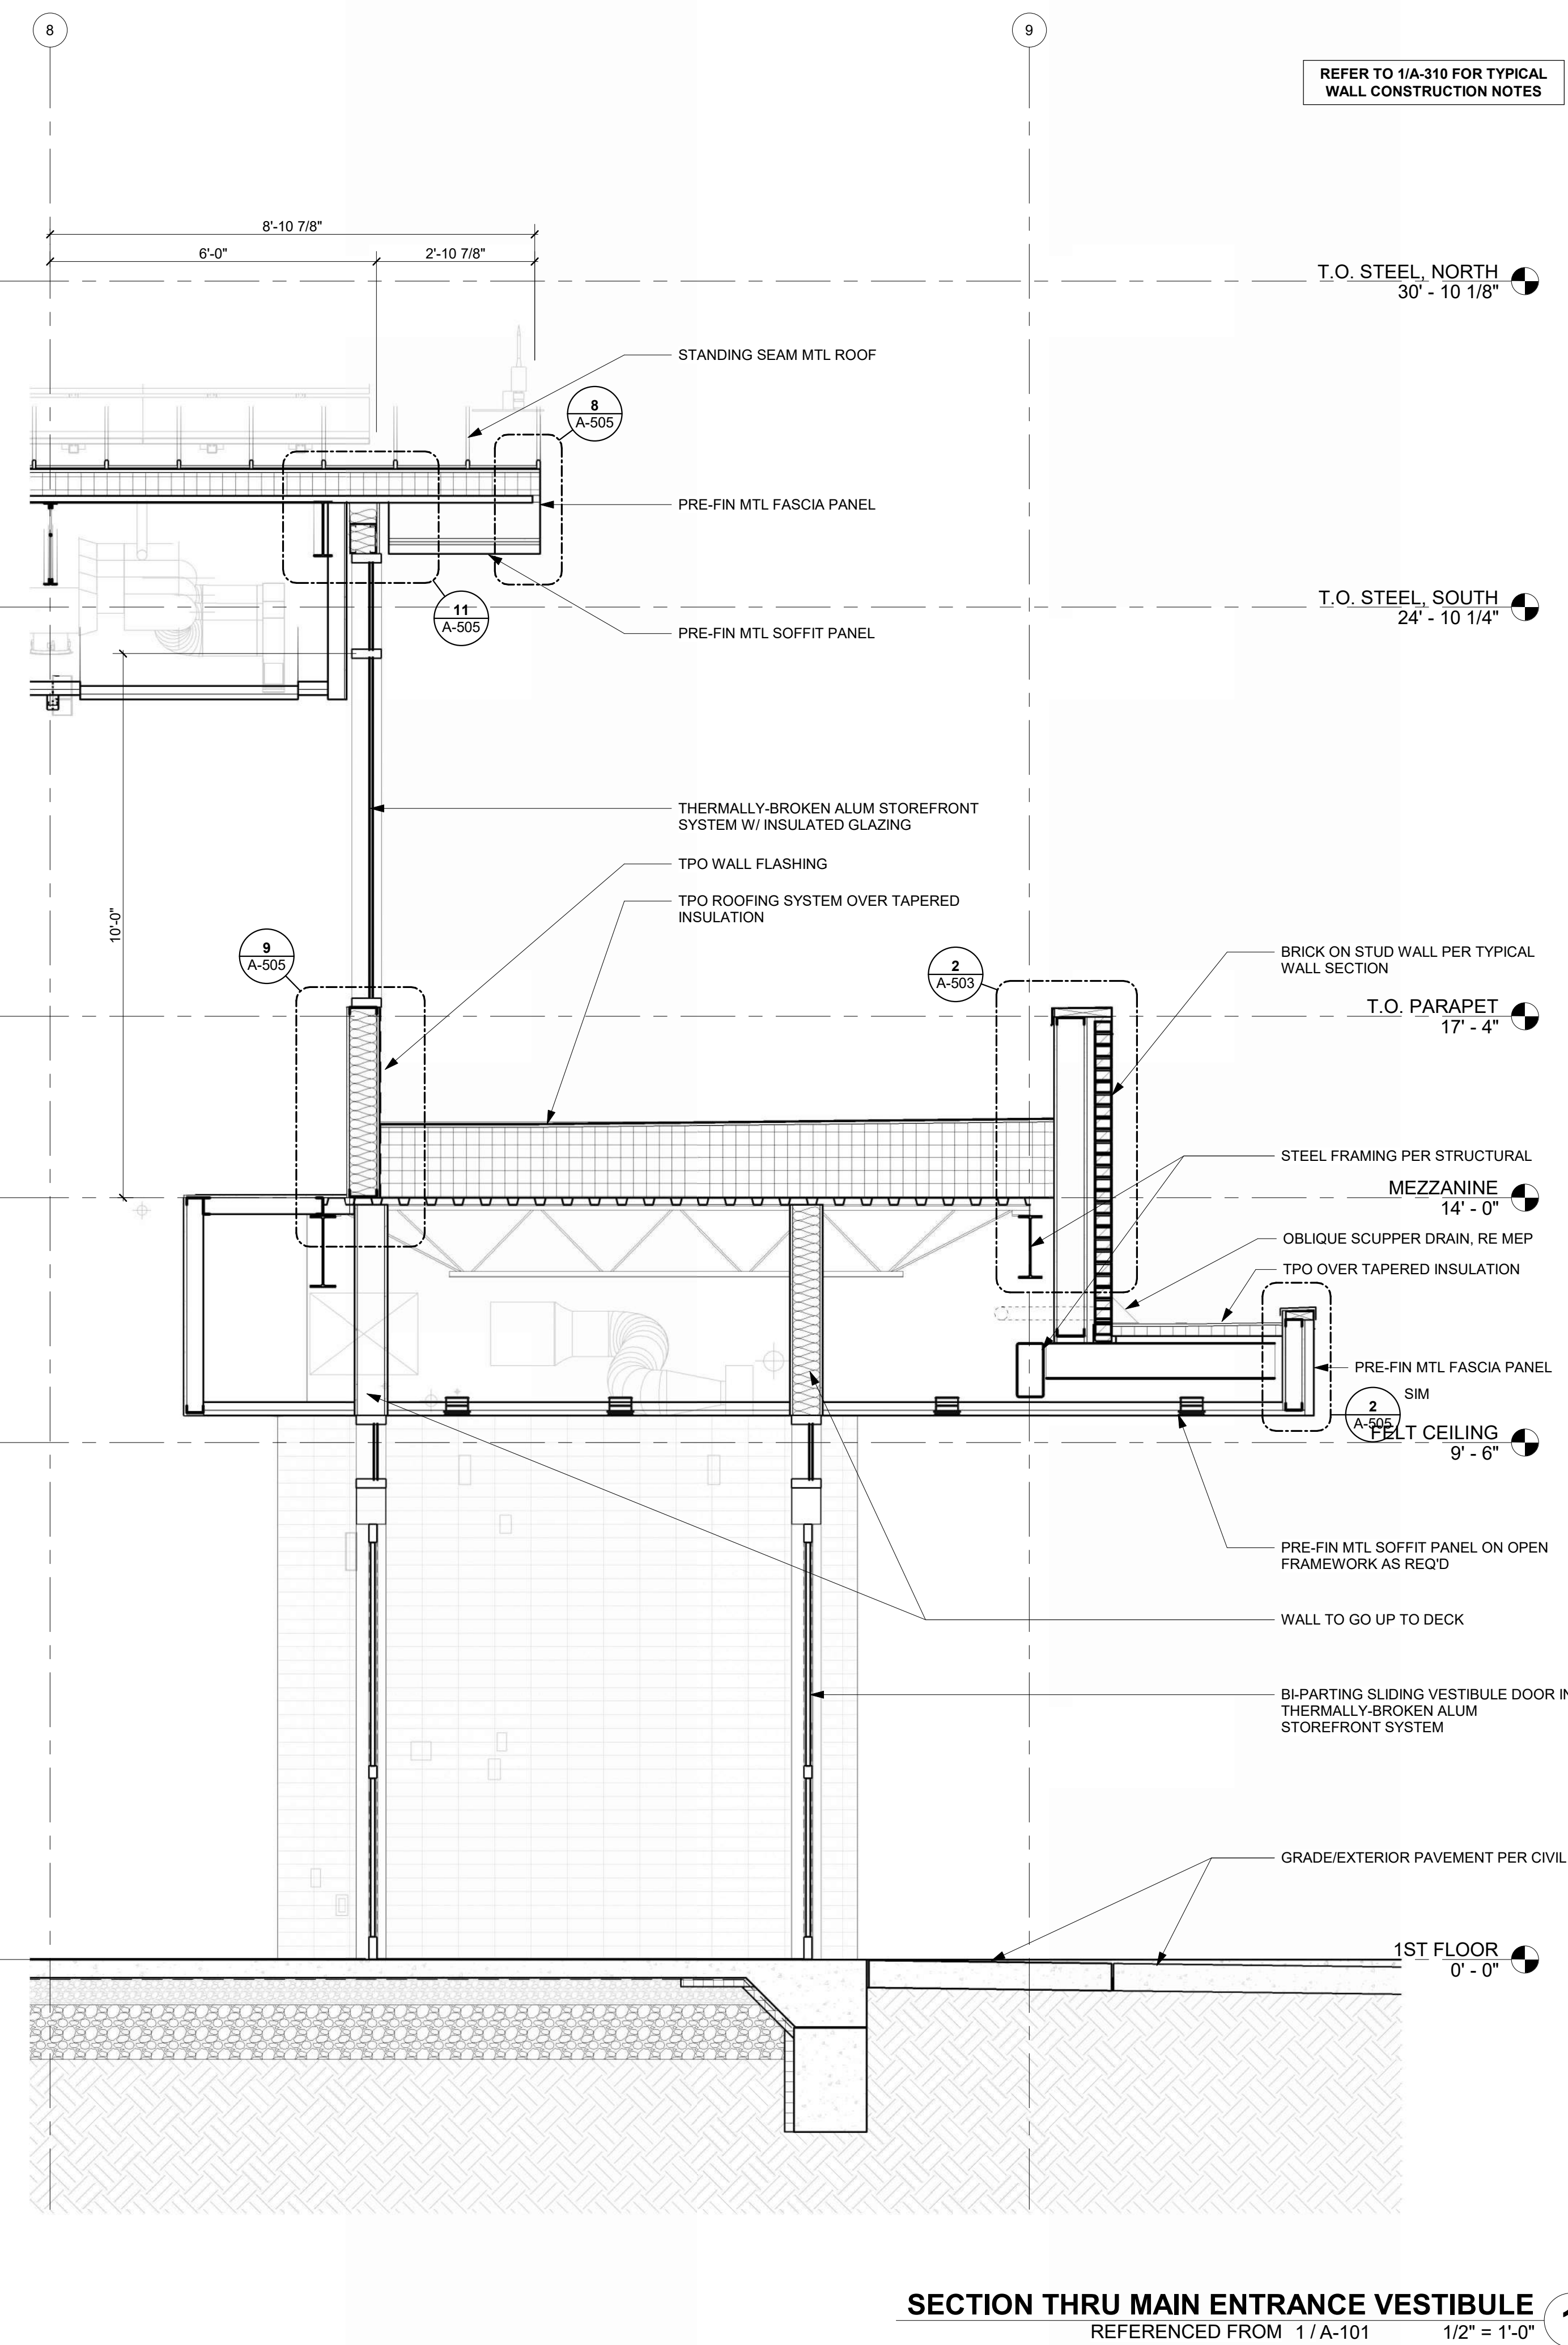 8
9
REFER TO 1/A-310 FOR TYPICAL
WALL CONSTRUCTION NOTES
8'-10 7/8"
6'-0"
2'-10 7/8"
T.O. STEEL, NORTH
30' - 10 1/8"
STANDING SEAM MTL ROOF
8
A-505
PRE-FIN MTL FASCIA PANEL
T.O. STEEL, SOUTH
24' - 10 1/4"
11
A-505
PRE-FIN MTL SOFFIT PANEL
THERMALLY-BROKEN ALUM STOREFRONT
SYSTEM W/ INSULATED GLAZING
TPO WALL FLASHING
TPO ROOFING SYSTEM OVER TAPERED
INSULATION
10'-0"
9
A-505
2
A-503
BRICK ON STUD WALL PER TYPICAL
WALL SECTION
T.O. PARAPET
17' - 4"
STEEL FRAMING PER STRUCTURAL
MEZZANINE
14' - 0"
OBLIQUE SCUPPER DRAIN, RE MEP
TPO OVER TAPERED INSULATION
PRE-FIN MTL FASCIA PANEL
SIM
2
A-505
FELT CEILING
9' - 6"
PRE-FIN MTL SOFFIT PANEL ON OPEN
FRAMEWORK AS REQ'D
WALL TO GO UP TO DECK
BI-PARTING SLIDING VESTIBULE DOOR
THERMALLY-BROKEN ALUM
STOREFRONT SYSTEM
GRADE/EXTERIOR PAVEMENT PER CIVIL
1ST FLOOR
0' - 0"
SECTION THRU MAIN ENTRANCE VESTIBULE
REFERENCED FROM 1 / A-101
1/2" = 1'-0"